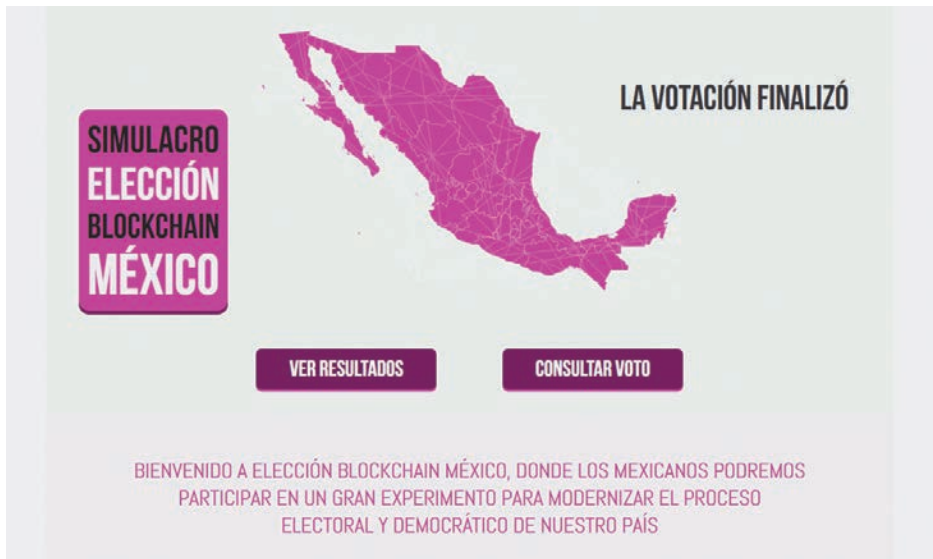 LA VOTACIÓN FINALIZÓ
SIMULACRO
ELECCIÓN
BLOCKCHAIN
MÉXICO
VER RESULTADOS
CONSULTAR VOTO
BIENVENIDO A ELECCIÓN BLOCKCHAIN MÉXICO, DONDE LOS MEXICANOS PODREMOS
PARTICIPAR EN UN GRAN EXPERIMENTO PARA MODERNIZAR EL PROCESO
ELECTORAL Y DEMOCRÁTICO DE NUESTRO PAÍS